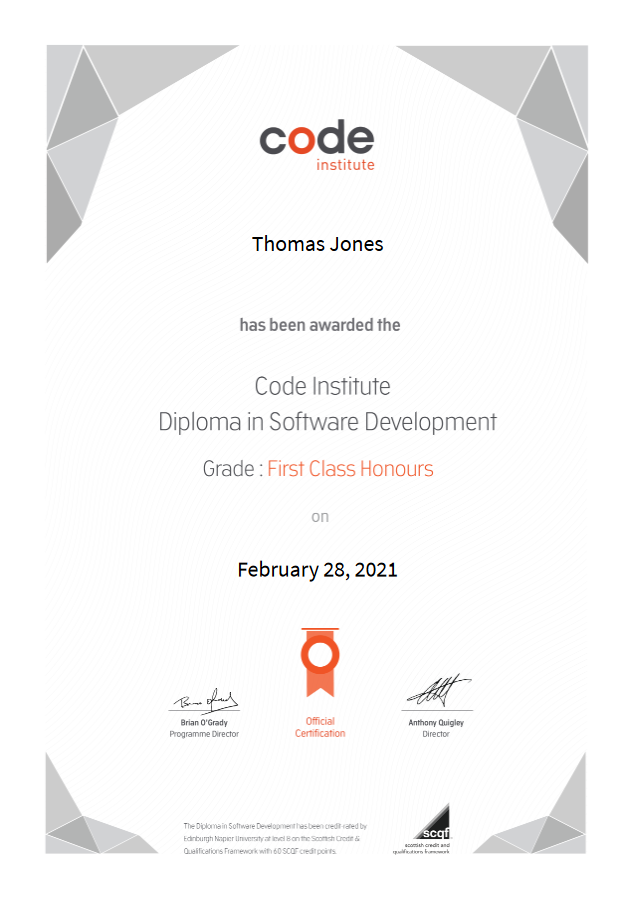 code
institute
Thomas Jones
has been awarded the
Code Institute
Diploma in Software Development
Grade : First Class Honours
on
February 28, 2021
Brian O'Grady
Programme Director
Official
Certification
Anthony Quigley
Director
The Diploma in Software Development has been credit-rated by
Edinburgh Napier University at level 8 on the Scottish Credit &
Qualifications Framework with 60 SCQF credit points.
scqf
scottish credit and
qualifications framework